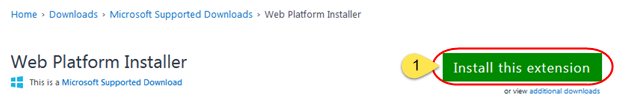 Home › Downloads › Microsoft Supported Downloads › Web Platform Installer
Web Platform Installer
This is a Microsoft Supported Download
1
Install this extension
or view additional downloads